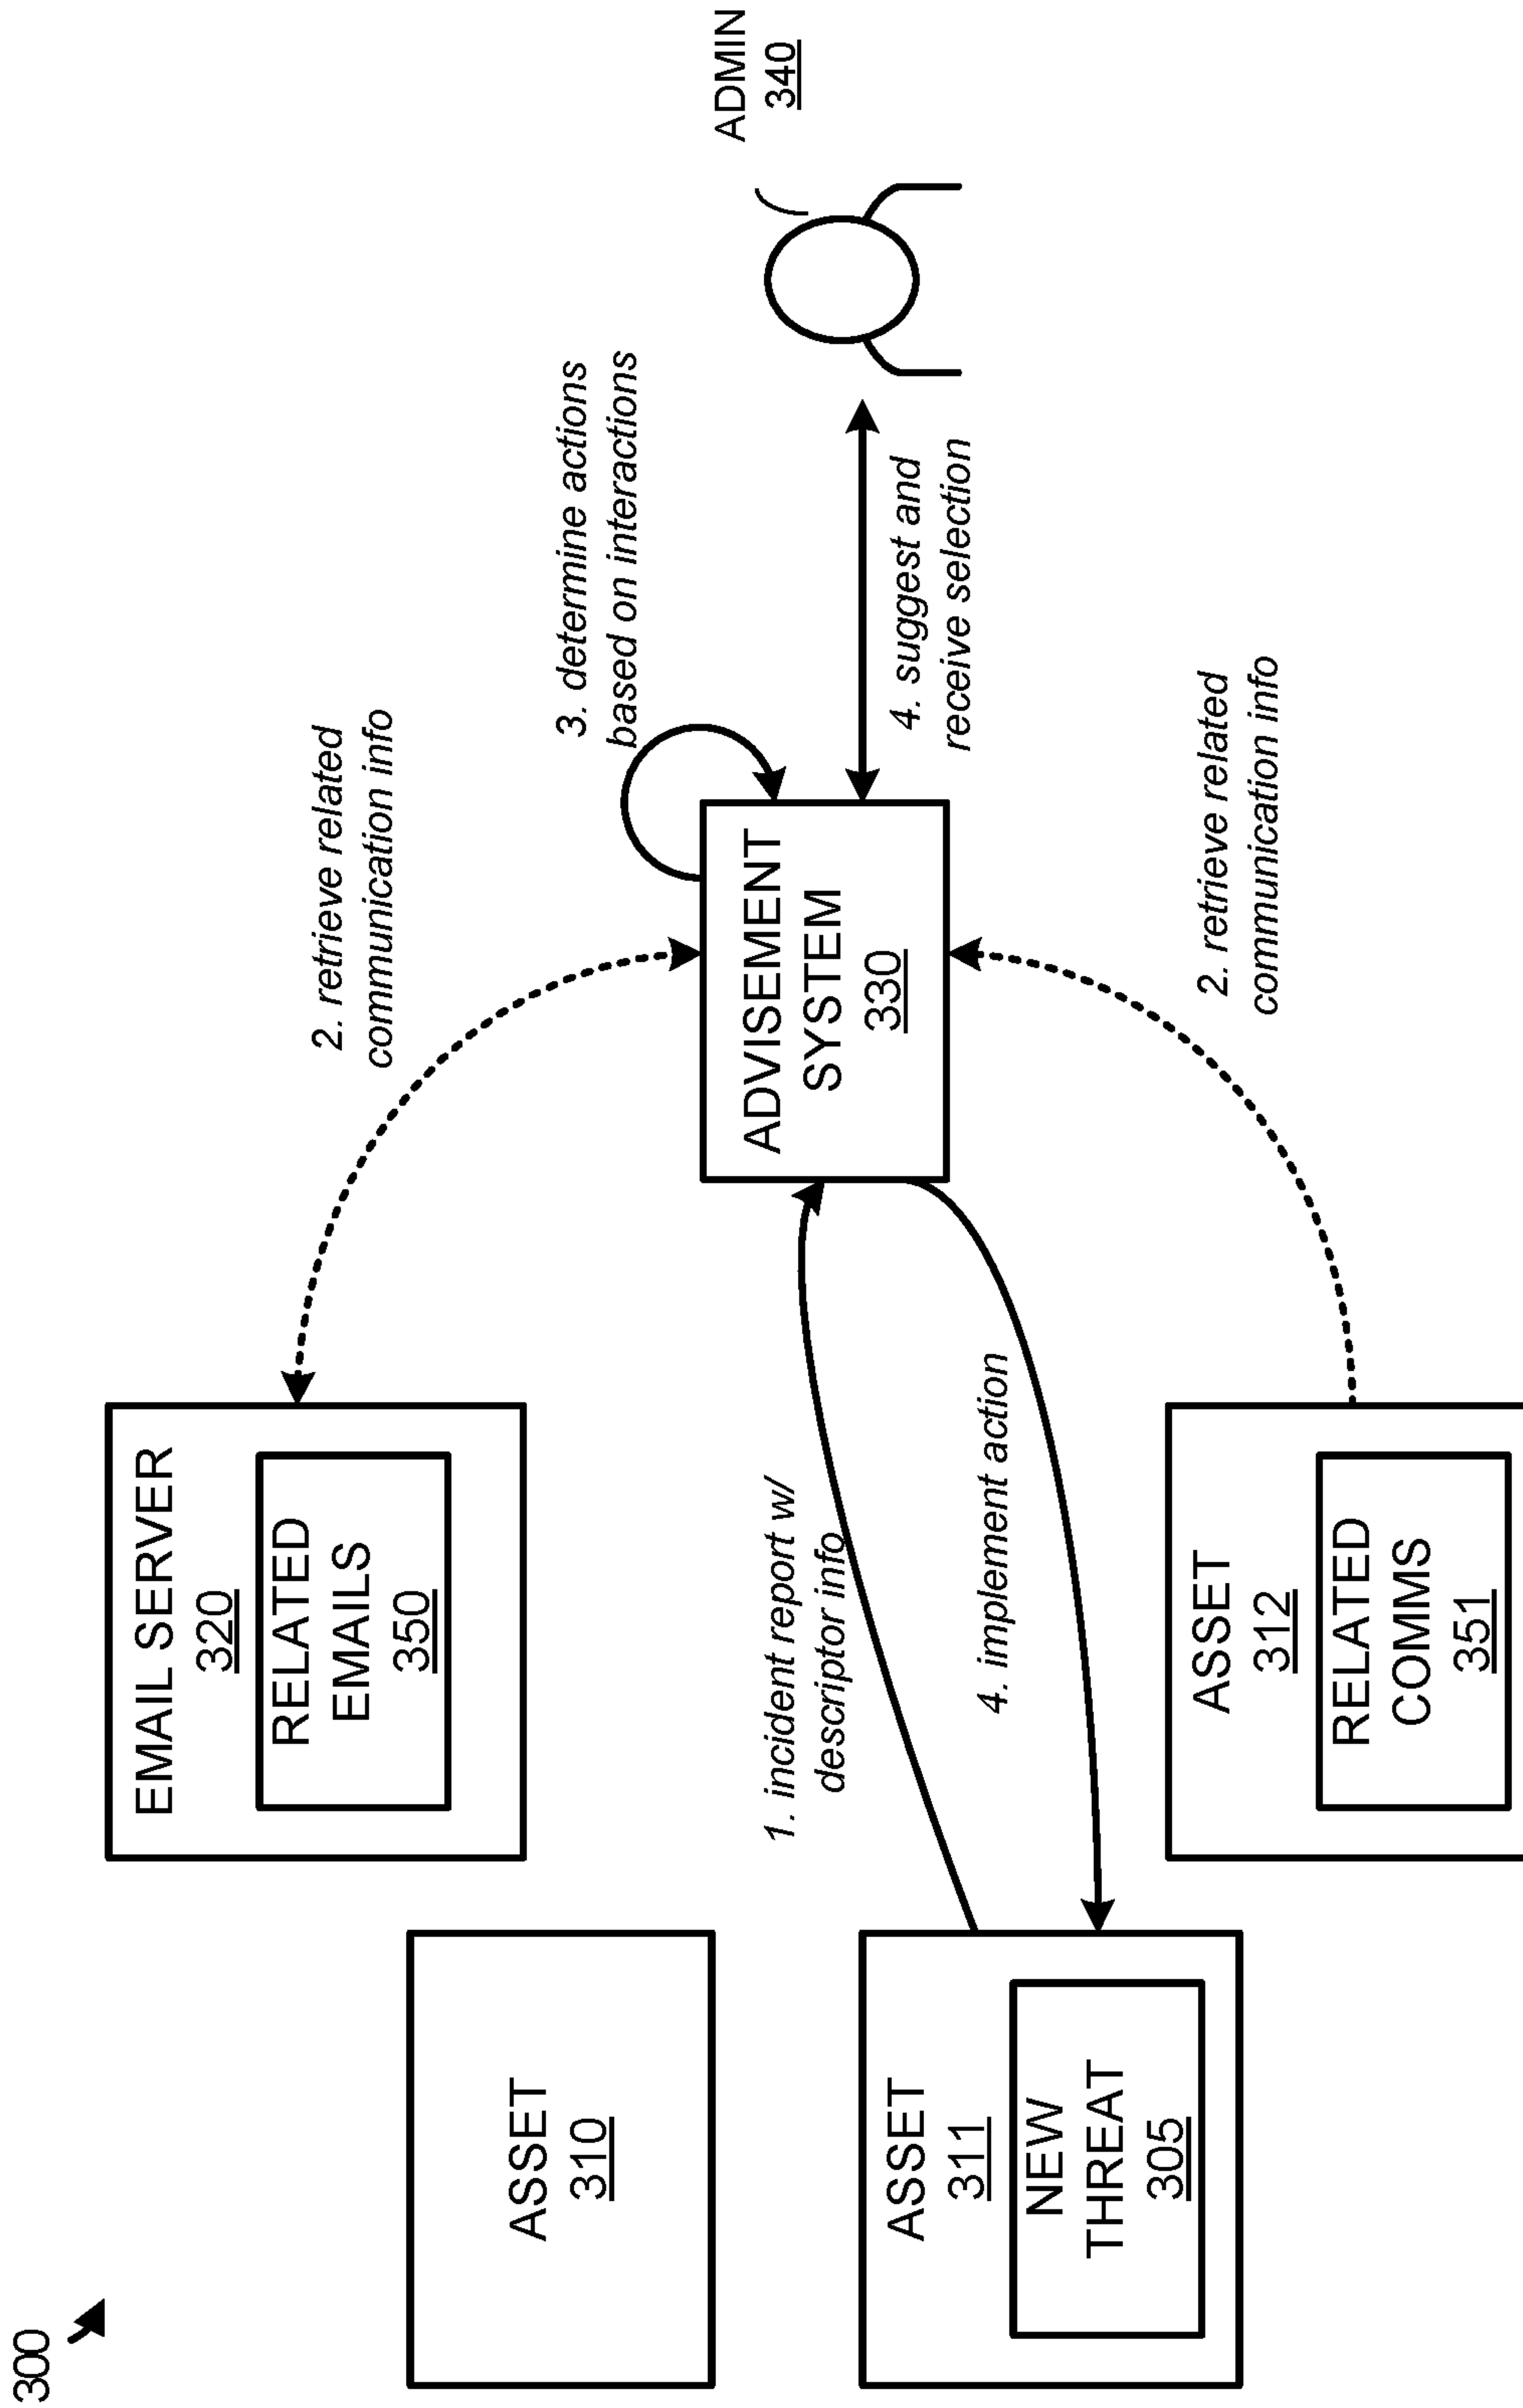 300
EMAIL SERVER
320
RELATED
EMAILS
350
2. retrieve related
communication info
ASSET
310
3. determine actions
based on interactions
ADVISEMENT
SYSTEM
330
ADMIN
340
1. incident report w/
descriptor info
4. suggest and
receive selection
ASSET
311
NEW
THREAT
305
4. implement action
ASSET
312
RELATED
COMMS
351
2. retrieve related
communication info